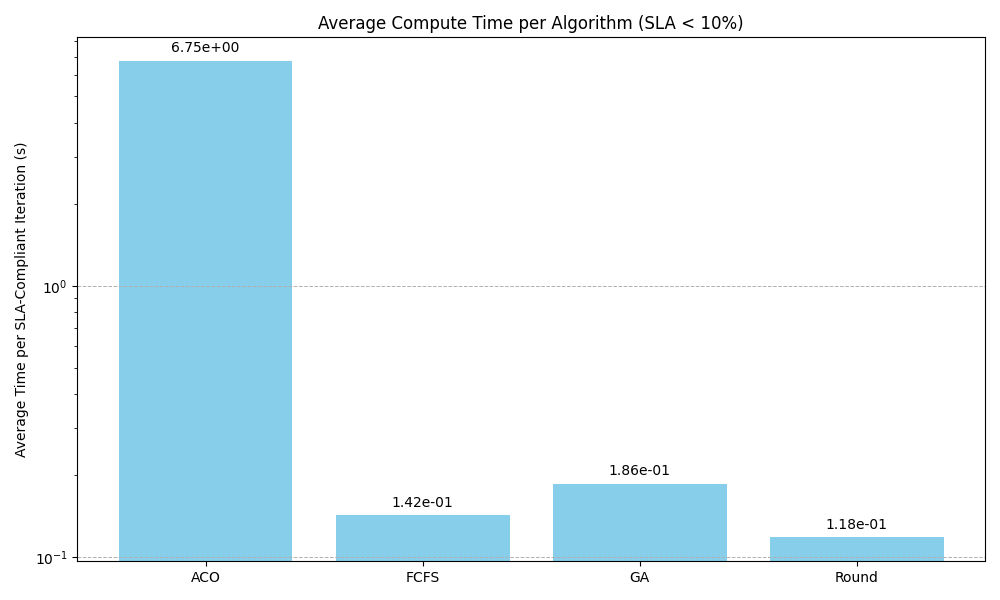 Average Compute Time per Algorithm (SLA < 10%)
Average Time per SLA-Compliant Iteration (s)
10⁰
10⁻¹
6.75e+00
1.42e-01
1.86e-01
1.18e-01
ACO
FCFS
GA
Round